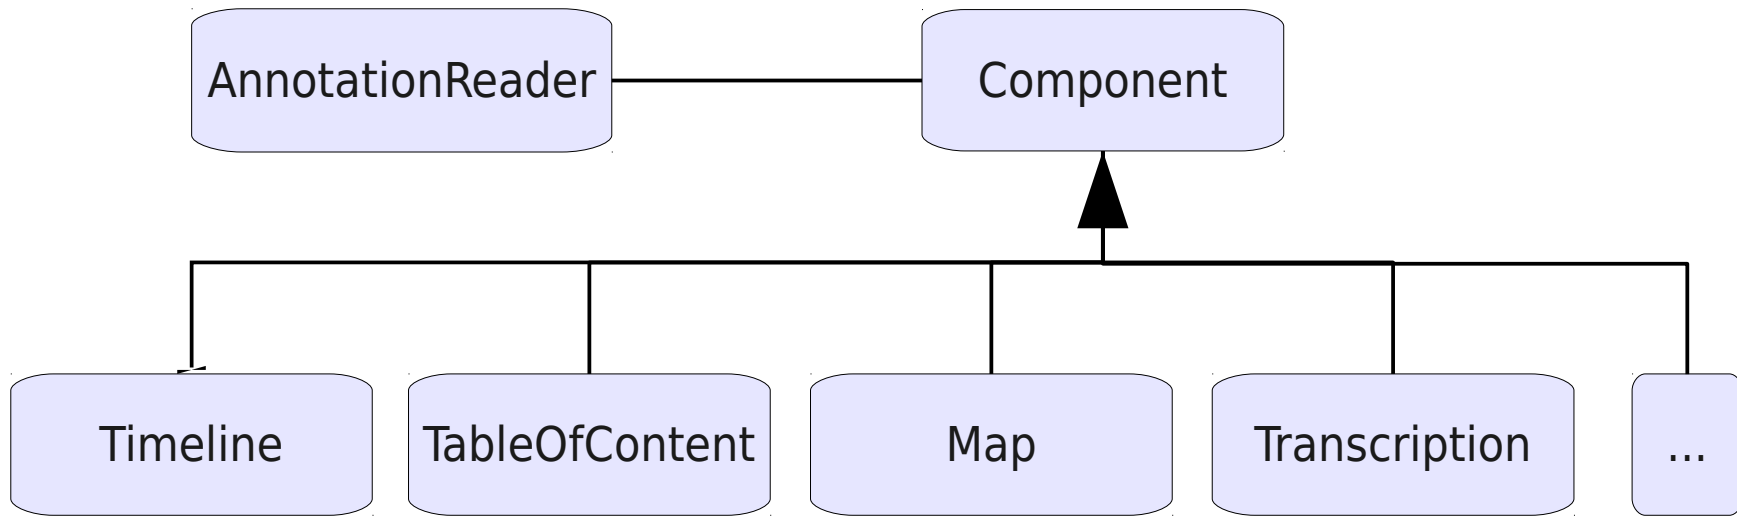 AnnotationReader
Component
Timeline
TableOfContent
Map
Transcription
...